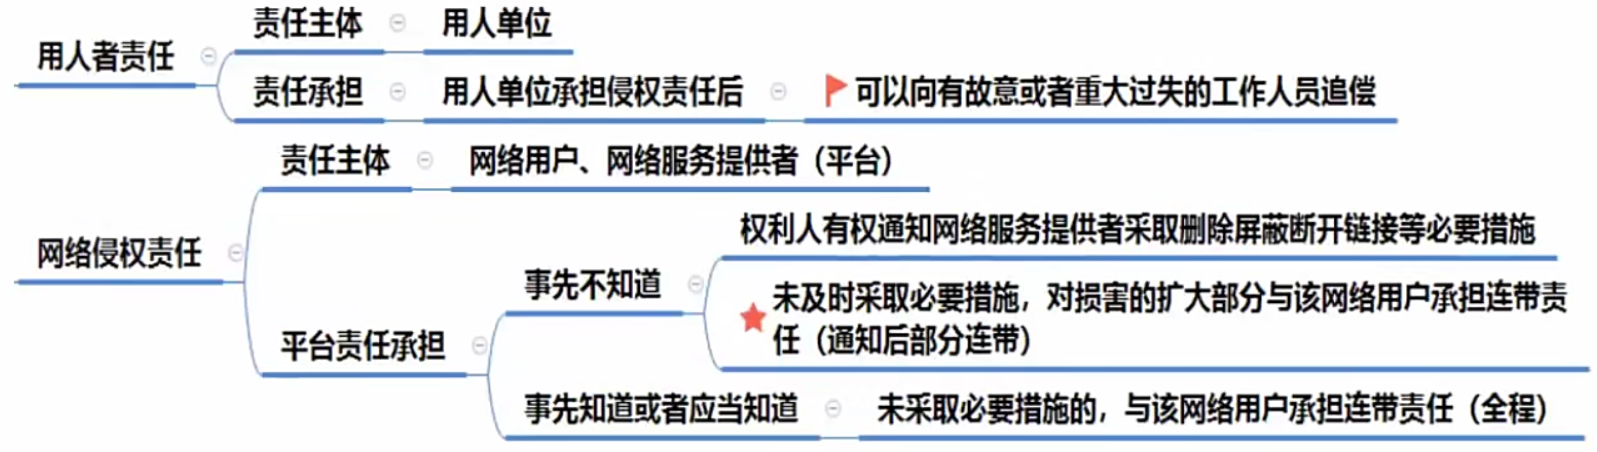 用人者责任
责任主体
用人单位
责任承担
用人单位承担侵权责任后
可以向有故意或者重大过失的工作人员追偿
网络侵权责任
责任主体
网络用户、网络服务提供者（平台）
平台责任承担
事先不知道
权利人有权通知网络服务提供者采取删除屏蔽断开链接等必要措施
未及时采取必要措施，对损害的扩大部分与该网络用户承担连带责
任（通知后部分连带）
事先知道或者应当知道
未采取必要措施的，与该网络用户承担连带责任（全程）